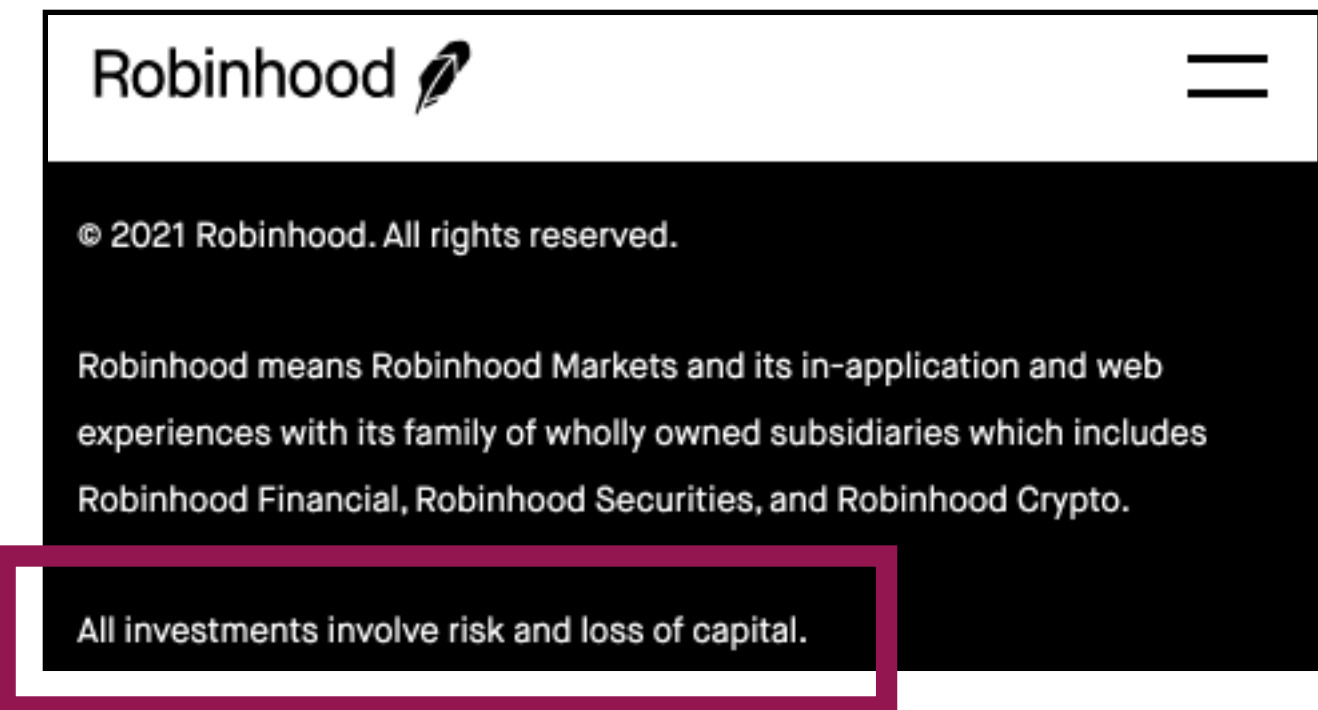 Robinhood
© 2021 Robinhood. All rights reserved.
Robinhood means Robinhood Markets and its in-application and web
experiences with its family of wholly owned subsidiaries which includes
Robinhood Financial, Robinhood Securities, and Robinhood Crypto.
All investments involve risk and loss of capital.